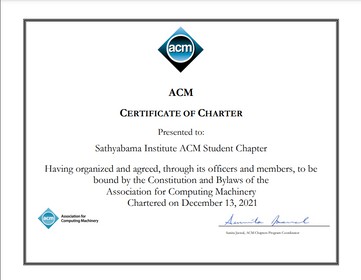 acm
ACM
CERTIFICATE OF CHARTER
Presented to:
Sathyabama Institute ACM Student Chapter
Having organized and agreed, through its officers and members, to be
bound by the Constitution and Bylaws of the
Association for Computing Machinery
Chartered on December 13, 2021
acm
Association for
Computing Machinery
ACM Chapters Program Coordinator